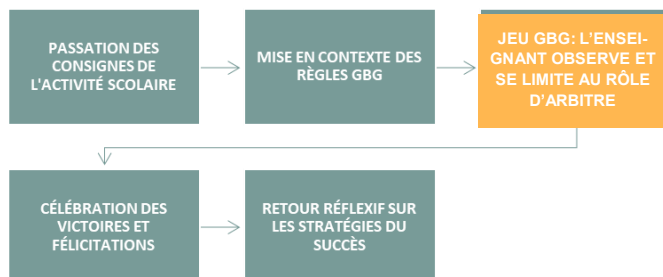 PASSATION DES
CONSIGNES DE
L'ACTIVITÉ SCOLAIRE
MISE EN CONTEXTE DES
RÈGLES GBG
JEU GBG: L'ENSEI-
GNANT OBSERVE ET
SE LIMITE AU RÔLE
D'ARBITRE
CÉLÉBRATION DES
VICTOIRES ET
FÉLICITATIONS
RETOUR RÉFLEXIF SUR
LES STRATÉGIES DU
SUCCÈS